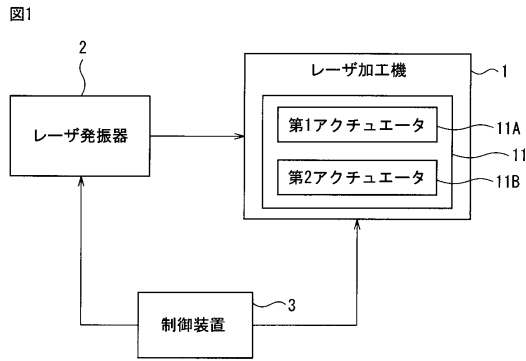 図1
2
レーザ発振器
レーザ加工機
1
第1アクチュエータ
11A
11
第2アクチュエータ
11B
制御装置
3